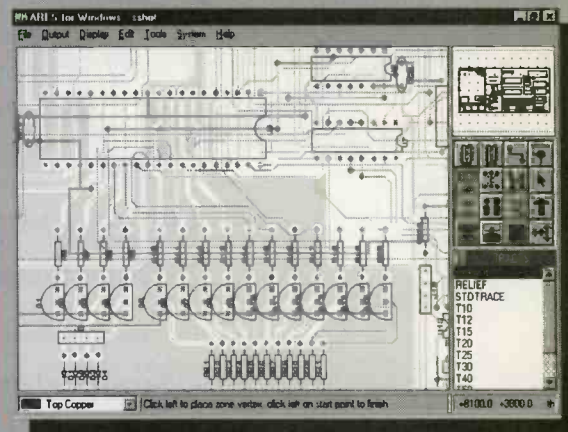 ARES for Windows - sshot
File Output Display Edit Tools System Help
RELIEF
STDTRACE
T10
T12
T15
T20
T25
T30
T40
Top Copper
Click left to place zone vertex, click left on start point to finish
+8100.0 +3800.0 th